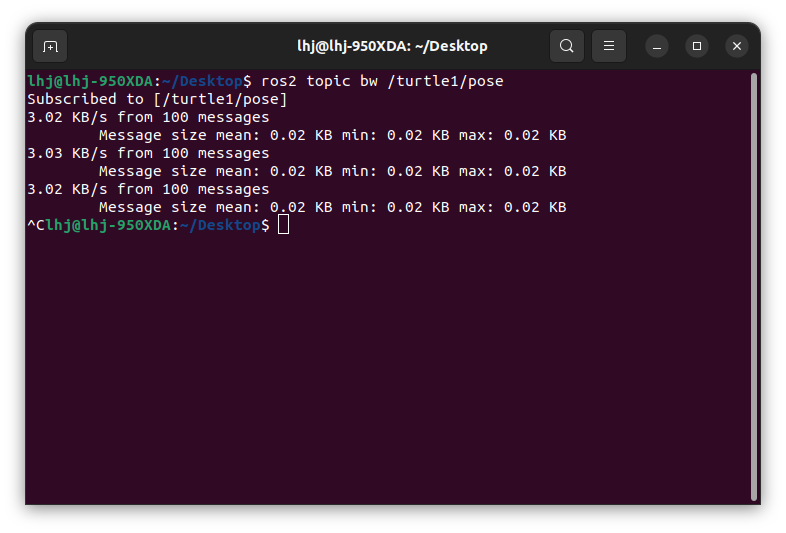 lhj@lhj-950XDA: ~/Desktop
lhj@lhj-950XDA:~/Desktop$ ros2 topic bw /turtle1/pose
Subscribed to [/turtle1/pose]
3.02 KB/s from 100 messages
        Message size mean: 0.02 KB min: 0.02 KB max: 0.02 KB
3.03 KB/s from 100 messages
        Message size mean: 0.02 KB min: 0.02 KB max: 0.02 KB
3.02 KB/s from 100 messages
        Message size mean: 0.02 KB min: 0.02 KB max: 0.02 KB
^Clhj@lhj-950XDA:~/Desktop$